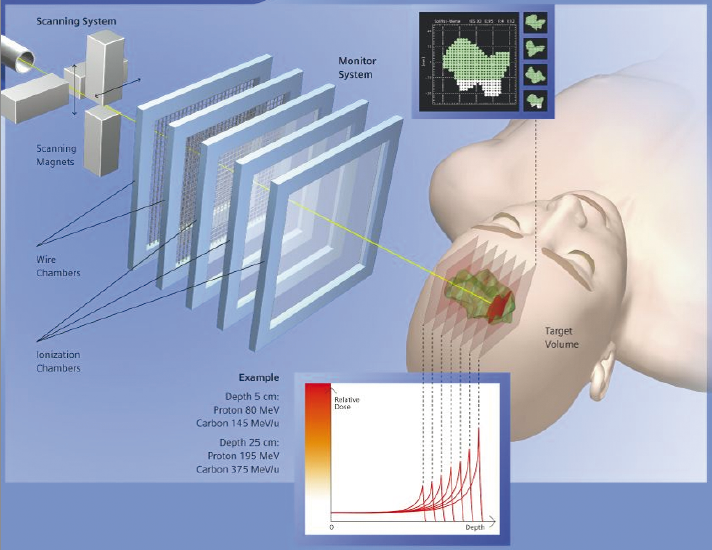 Scanning System
Monitor
System
Scanning
Magnets
Wire
Chambers
Ionization
Chambers
Target
Volume
Example
Depth 5 cm:
Proton 80 MeV
Carbon 145 MeV/u
Depth 25 cm:
Proton 195 MeV
Carbon 375 MeV/u
Relative
Dose
0
Depth